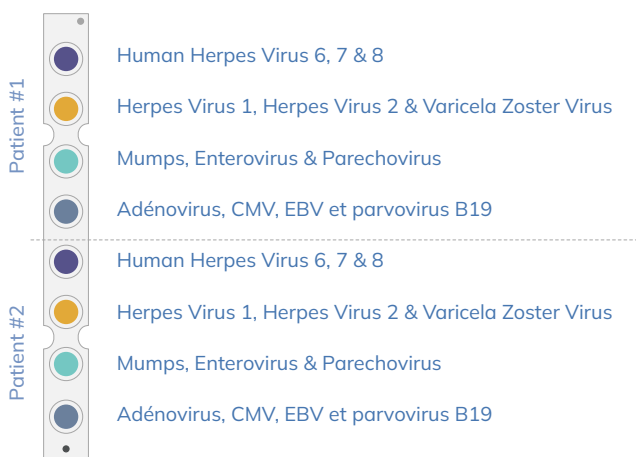 Patient #1
Human Herpes Virus 6, 7 & 8
Herpes Virus 1, Herpes Virus 2 & Varicela Zoster Virus
Mumps, Enterovirus & Parechovirus
Adénovirus, CMV, EBV et parvovirus B19
Patient #2
Human Herpes Virus 6, 7 & 8
Herpes Virus 1, Herpes Virus 2 & Varicela Zoster Virus
Mumps, Enterovirus & Parechovirus
Adénovirus, CMV, EBV et parvovirus B19